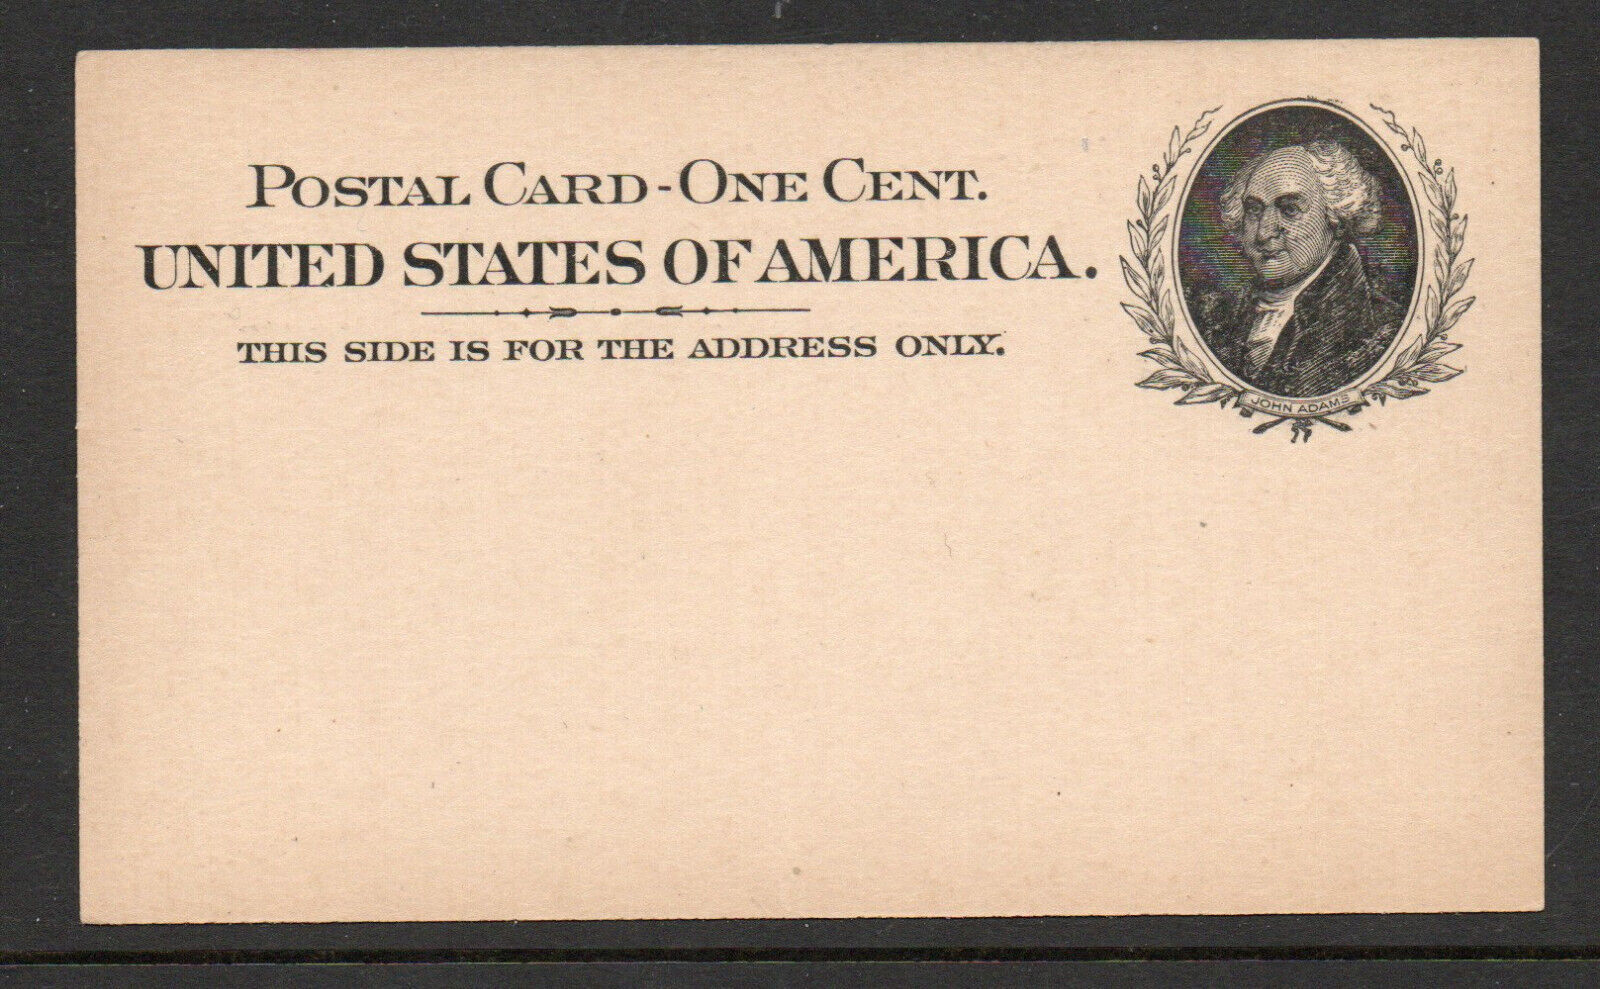 POSTAL CARD-ONE CENT.
UNITED STATES OF AMERICA.
THIS SIDE IS FOR THE ADDRESS ONLY.
JOHN ADAMS